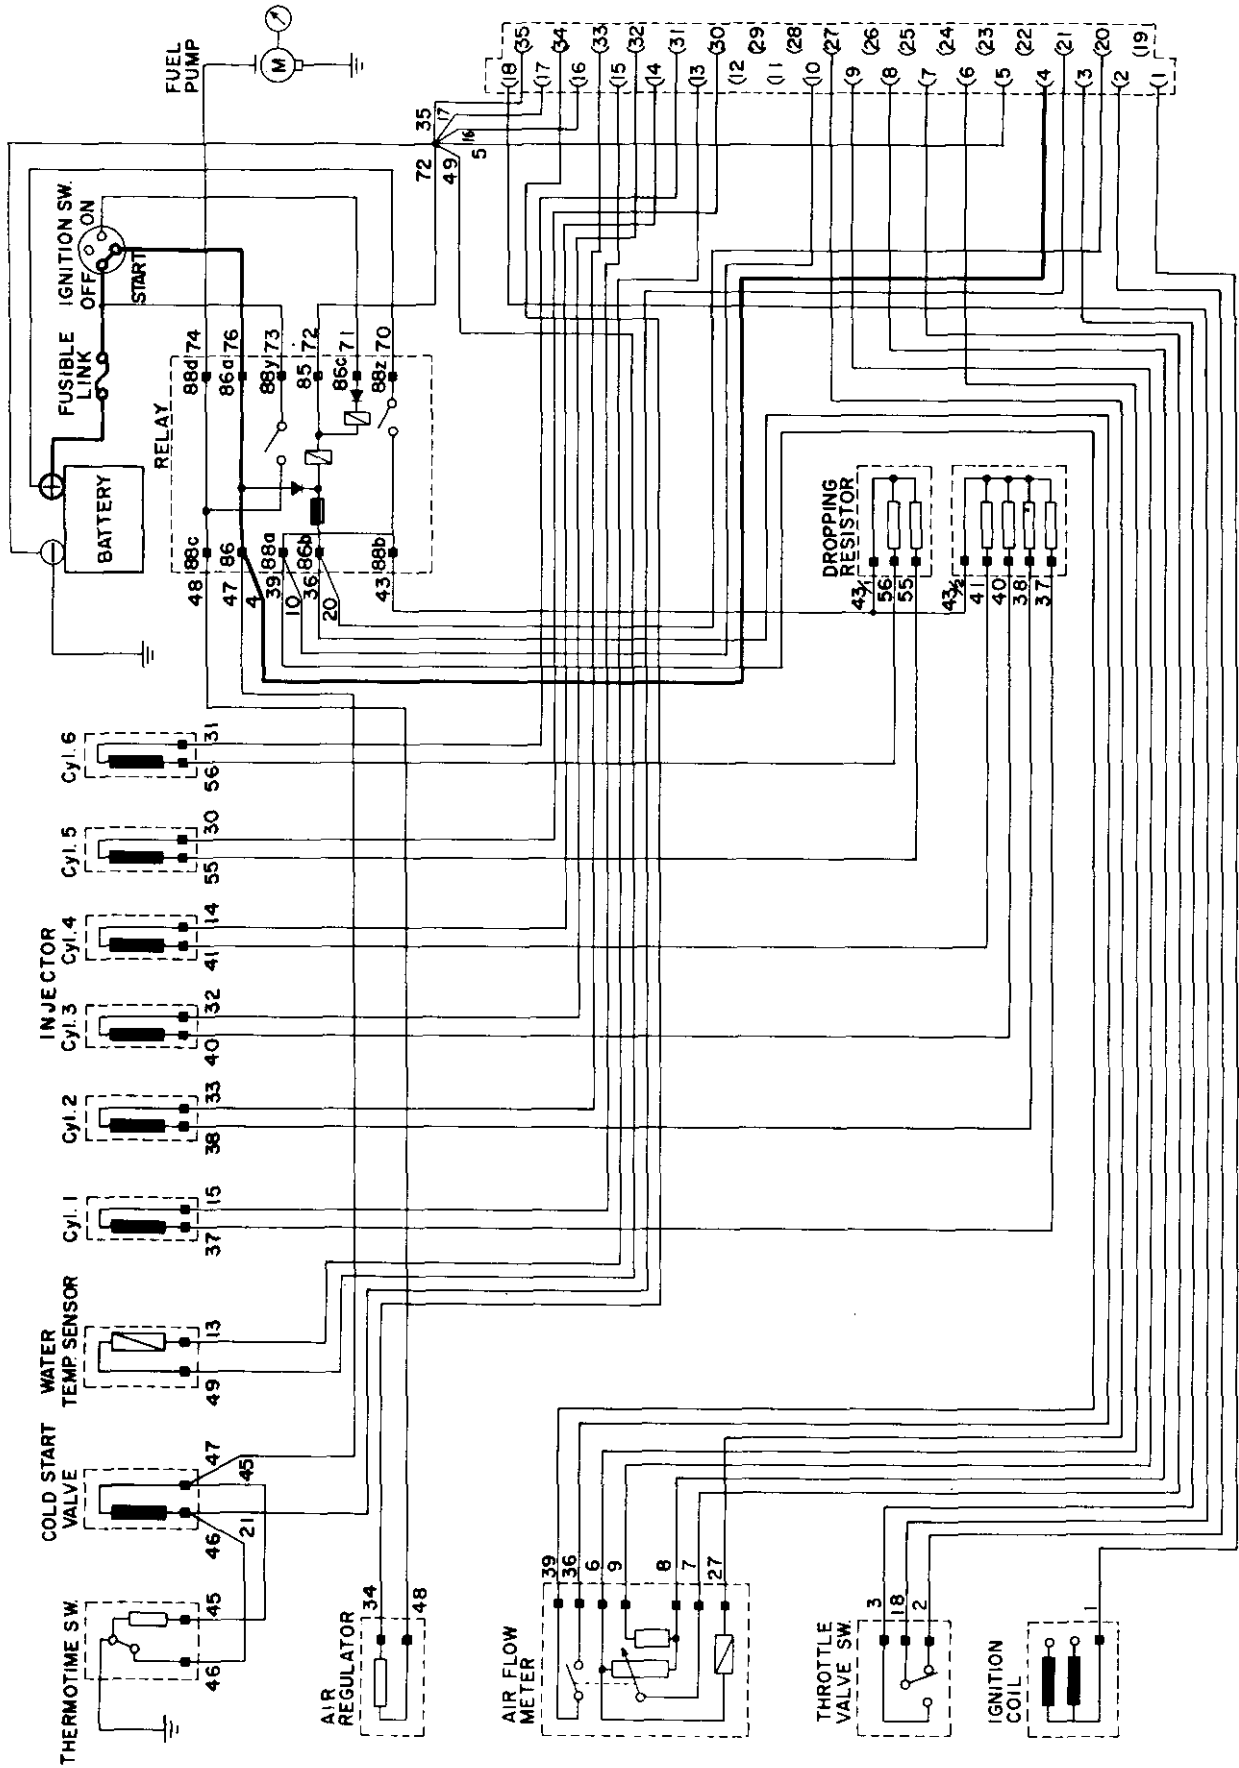 FUEL
PUMP
M
FUSIBLE
LINK
IGNITION SW.
OFF
ON
START
BATTERY
RELAY
88d 74
86a 76
88y 73
85 72
86c 71
88z 70
88c
86
88a
86b
88b
48
47
4
39
10
36
20
43
72
35
17
16
5
49
(35
(34
(33
(32
(31
(30
(29
(28
(27
(26
(25
(24
(23
(22
(21
(20
(19
(18
(17
(16
(15
(14
(13
(12
(11
(10
(9
(8
(7
(6
(5
(4
(3
(2
(1
DROPPING
RESISTOR
43/1
56
55
43/2
41
40
38
37
INJECTOR
Cyl. 6
31
56
Cyl. 5
30
55
Cyl. 4
14
41
Cyl. 3
32
40
Cyl. 2
33
38
Cyl. 1
15
37
WATER
TEMP. SENSOR
13
49
COLD START
VALVE
47
45
46
21
THERMOTIME SW.
45
46
AIR
REGULATOR
34
48
AIR FLOW
METER
39
36
6
9
8
7
27
THROTTLE
VALVE SW.
3
18
2
IGNITION
COIL
1